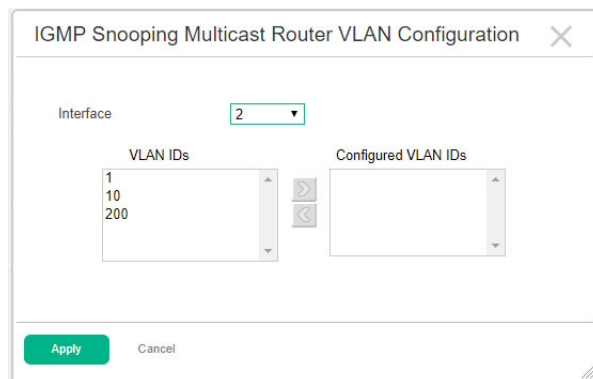 IGMP Snooping Multicast Router VLAN Configuration
Interface
2
VLAN IDs
Configured VLAN IDs
1
10
200
Apply
Cancel